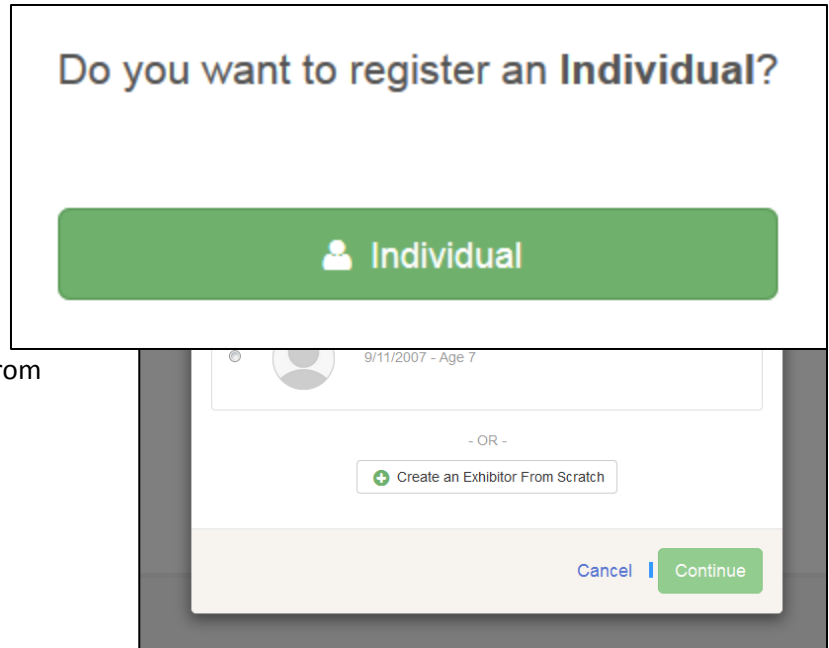 Do you want to register an Individual?
Individual
9/11/2007 - Age 7
rom
- OR -
Create an Exhibitor From Scratch
Cancel
Continue